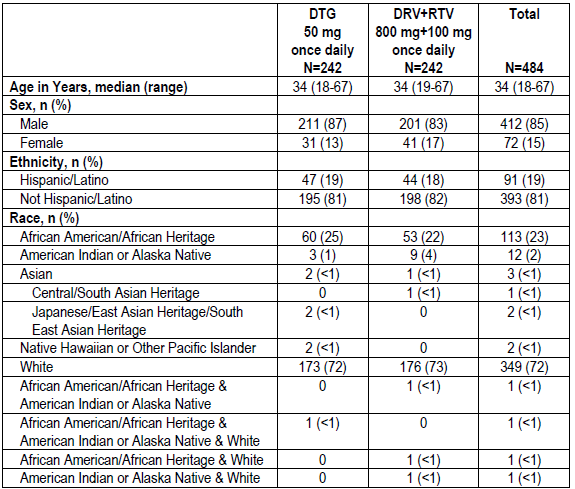 DTG 50 mg once daily N=242 DRV+RTV 800 mg+100 mg once daily N=242 Total N=484
Age in Years, median (range) 34 (18-67) 34 (19-67) 34 (18-67)
Sex, n (%)
Male 211 (87) 201 (83) 412 (85)
Female 31 (13) 41 (17) 72 (15)
Ethnicity, n (%)
Hispanic/Latino 47 (19) 44 (18) 91 (19)
Not Hispanic/Latino 195 (81) 198 (82) 393 (81)
Race, n (%)
African American/African Heritage 60 (25) 53 (22) 113 (23)
American Indian or Alaska Native 3 (1) 9 (4) 12 (2)
Asian 2 (<1) 1 (<1) 3 (<1)
Central/South Asian Heritage 0 1 (<1) 1 (<1)
Japanese/East Asian Heritage/South 2 (<1) 0 2 (<1)
East Asian Heritage
Native Hawaiian or Other Pacific Islander 2 (<1) 0 2 (<1)
White 173 (72) 176 (73) 349 (72)
African American/African Heritage & 0 1 (<1) 1 (<1)
American Indian or Alaska Native
African American/African Heritage & 1 (<1) 0 1 (<1)
American Indian or Alaska Native & White
African American/African Heritage & White 0 1 (<1) 1 (<1)
American Indian or Alaska Native & White 0 1 (<1) 1 (<1)